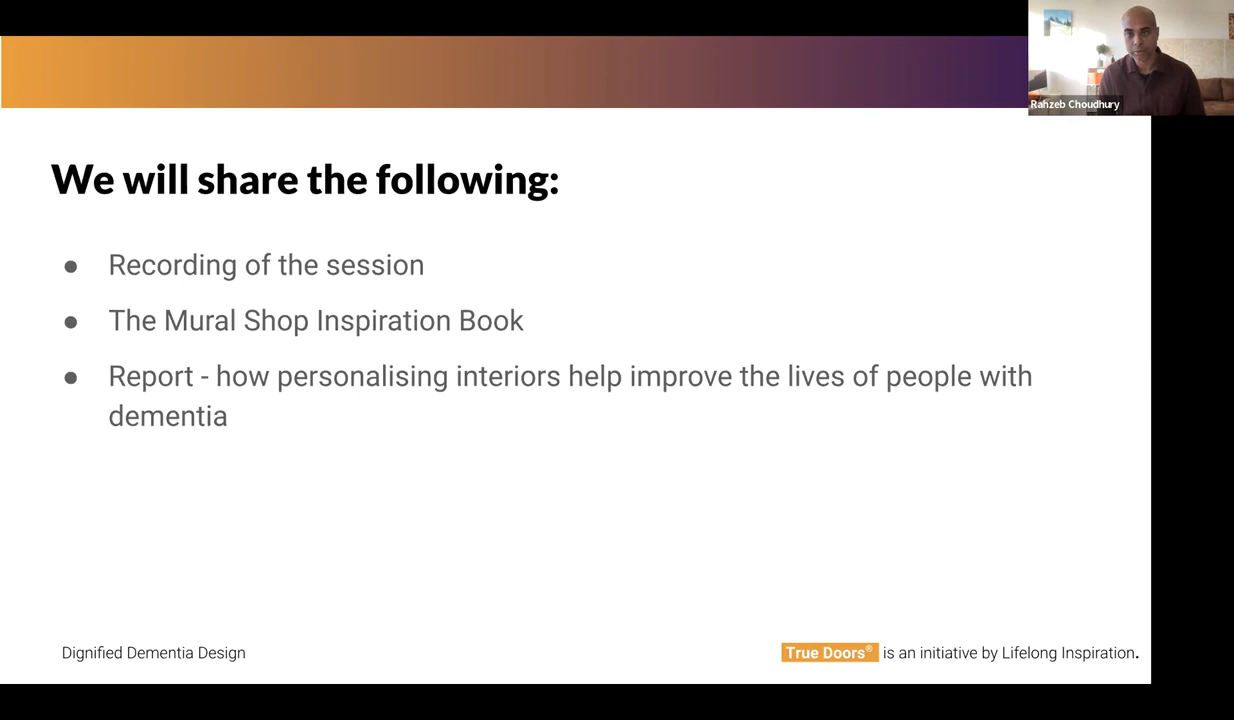 Rahzeb Choudhury
We will share the following:
● Recording of the session
● The Mural Shop Inspiration Book
● Report - how personalising interiors help improve the lives of people with
dementia
Dignified Dementia Design
True Doors® is an initiative by Lifelong Inspiration.